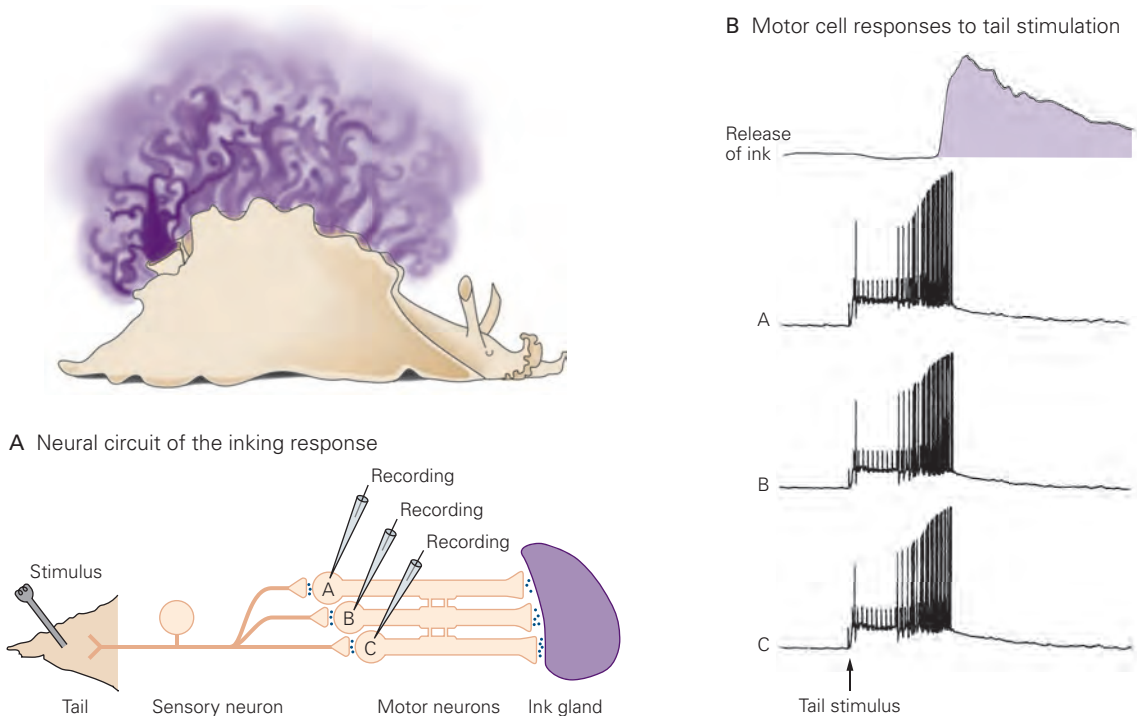 B Motor cell responses to tail stimulation
Release
of ink
A
B
C
Tail stimulus
A Neural circuit of the inking response
Recording
Recording
Recording
Stimulus
A
B
C
Tail
Sensory neuron
Motor neurons
Ink gland